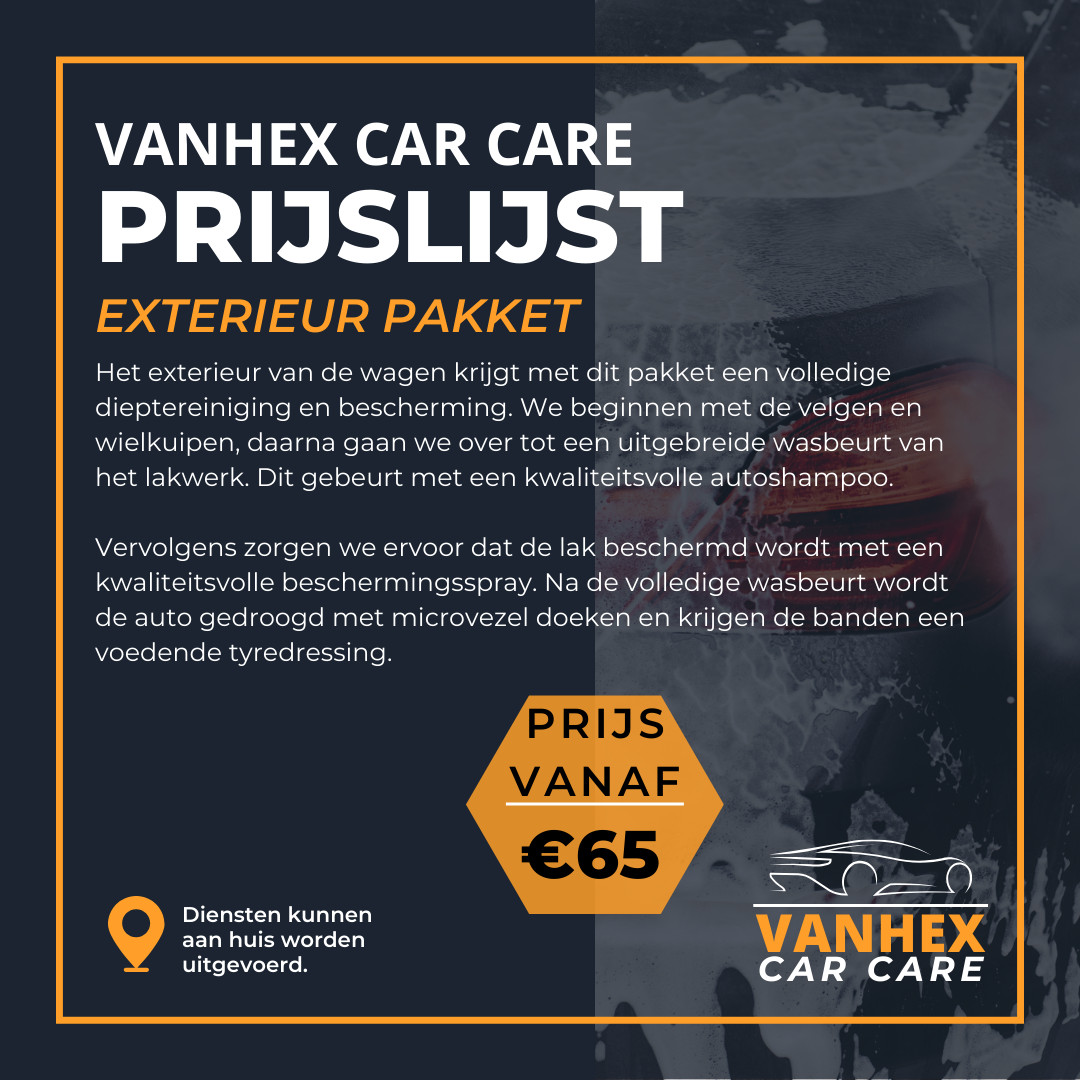 VANHEX CAR CARE
PRIJSLIJST
EXTERIEUR PAKKET
Het exterieur van de wagen krijgt met dit pakket een volledige
dieptereiniging en bescherming. We beginnen met de velgen en
wielkuipen, daarna gaan we over tot een uitgebreide wasbeurt van
het lakwerk. Dit gebeurt met een kwaliteitsvolle autoshampoo.
Vervolgens zorgen we ervoor dat de lak beschermd wordt met een
kwaliteitsvolle beschermingsspray. Na de volledige wasbeurt wordt
de auto gedroogd met microvezel doeken en krijgen de banden een
voedende tyredressing.
PRIJS
VANAF
€65
Diensten kunnen
aan huis worden
uitgevoerd.
VANHEX
CAR CARE